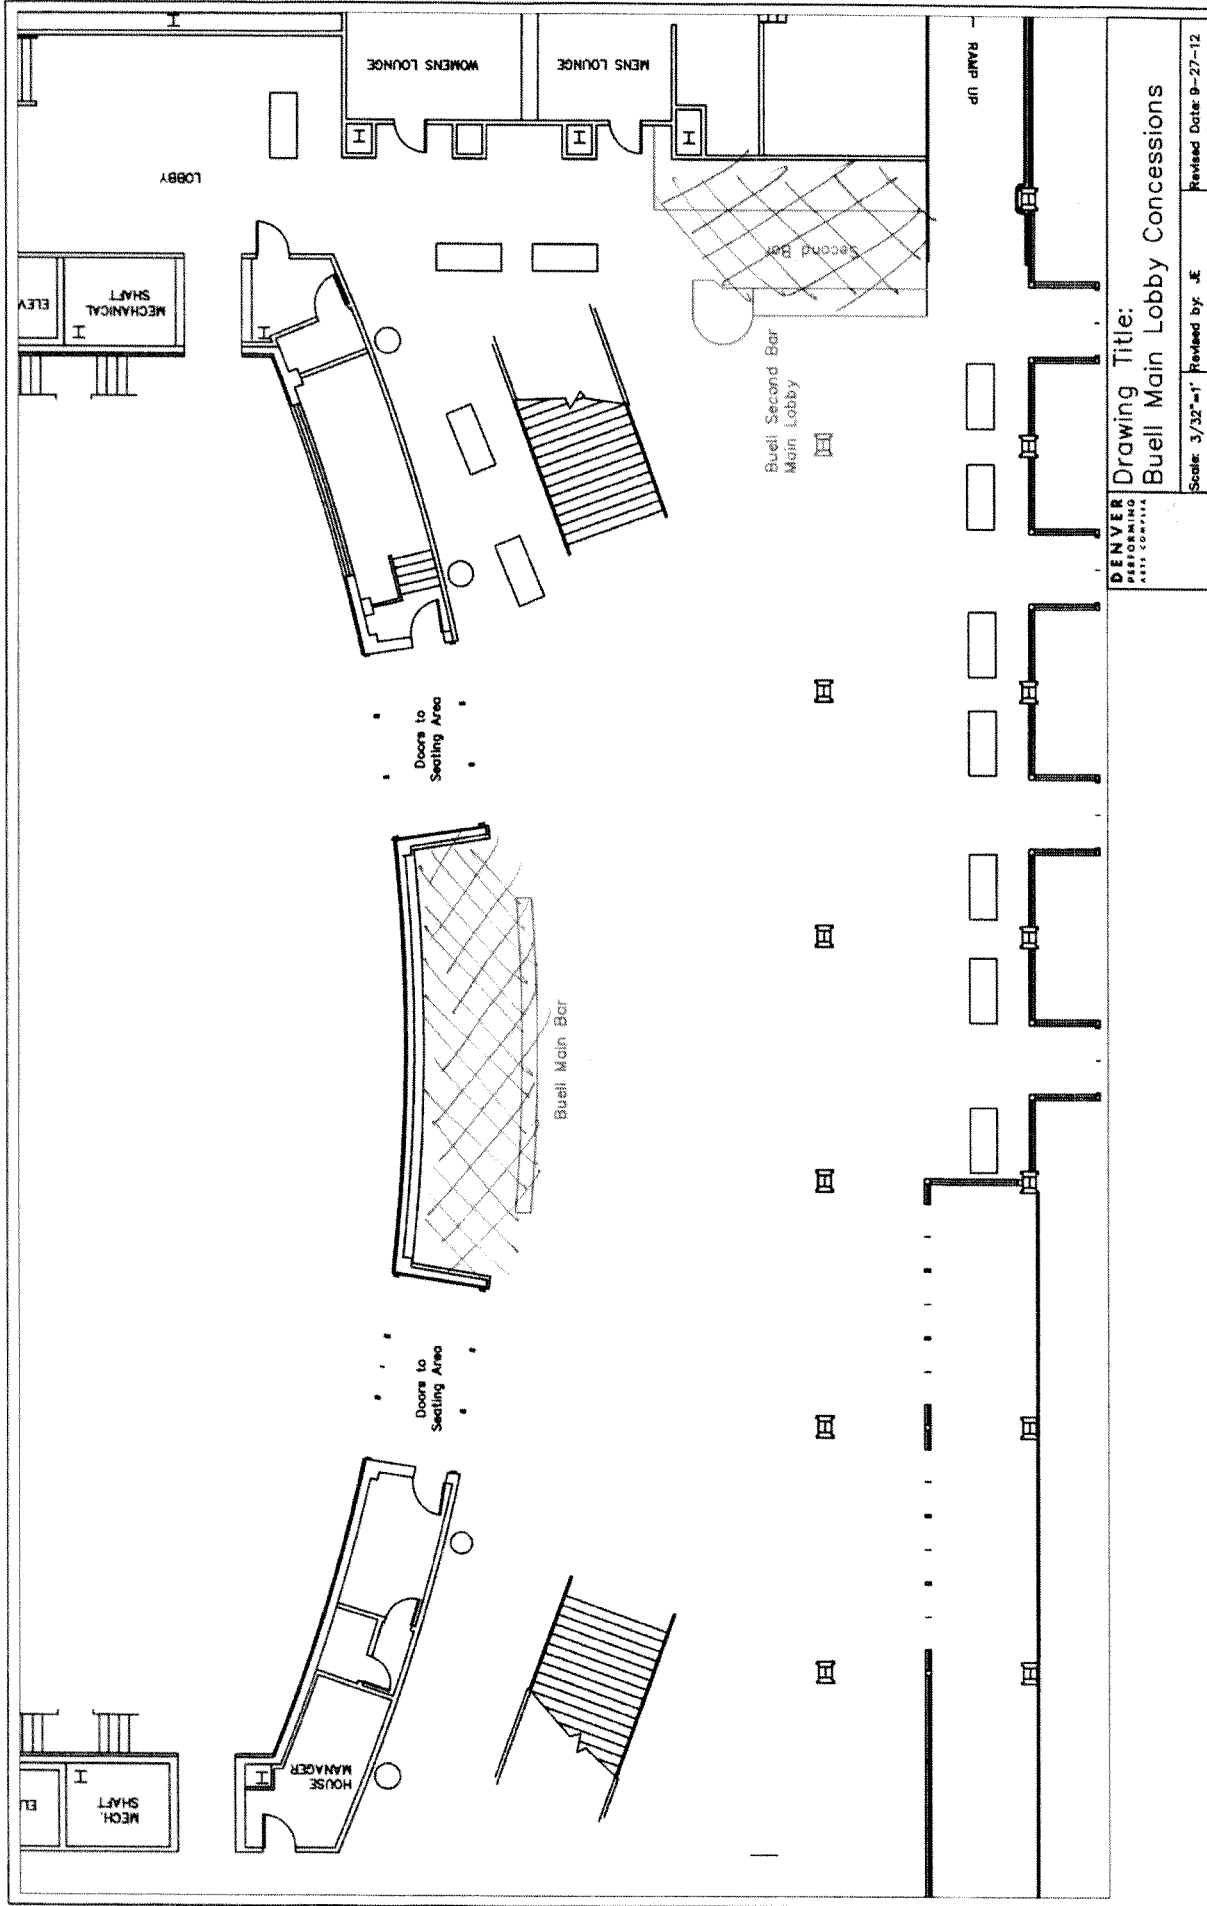 WOMENS LOUNGE
MENS LOUNGE
RAMP UP
LOBBY
ELEV
MECHANICAL
SHAFT
Second Bar
Buell Second Bar
Main Lobby
Doors to
Seating Area
Buell Main Bar
Doors to
Seating Area
HOUSE
MANAGER
EL
MECH.
SHAFT
DENVER
PERFORMING
ARTS COMPLEX
Drawing Title:
Buell Main Lobby Concessions
Scale: 3/32"=1'
Revised by: JE
Revised Date: 9-27-12